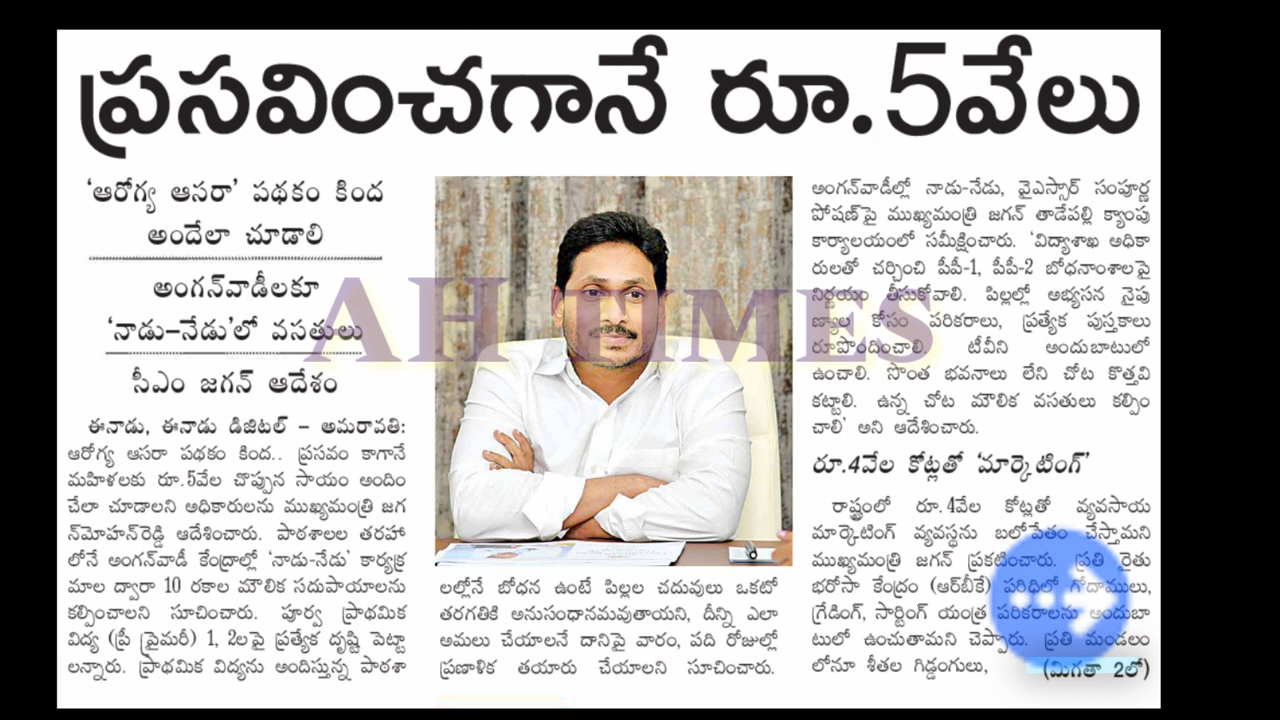 ప్రసవించగానే రూ.5వేలు
‘ఆరోగ్య ఆసరా’ పథకం కింద
అందేలా చూడాలి
అంగన్‌వాడీలకూ
‘నాడు–నేడు’లో వసతులు
సీఎం జగన్ ఆదేశం
ఈనాడు, ఈనాడు డిజిటల్ – అమరావతి:
ఆరోగ్య ఆసరా పథకం కింద.. ప్రసవం కాగానే
మహిళలకు రూ.5వేల చొప్పున సాయం అందిం
చేలా చూడాలని అధికారులను ముఖ్యమంత్రి జగ
న్‌మోహన్‌రెడ్డి ఆదేశించారు. పాఠశాలల తరహా
లోనే అంగన్‌వాడీ కేంద్రాల్లో ‘నాడు-నేడు’ కార్యక్ర
మాల ద్వారా 10 రకాల మౌలిక సదుపాయాలను
కల్పించాలని సూచించారు. పూర్వ ప్రాథమిక
విద్య (ప్రీ ప్రైమరీ) 1, 2లపై ప్రత్యేక దృష్టి పెట్టా
లన్నారు. ప్రాథమిక విద్యను అందిస్తున్న పాఠశా
లల్లోనే బోధన ఉంటే పిల్లల చదువులు ఒకటో
తరగతికి అనుసంధానమవుతాయని, దీన్ని ఎలా
అమలు చేయాలనే దానిపై వారం, పది రోజుల్లో
ప్రణాళిక తయారు చేయాలని సూచించారు.
అంగన్‌వాడీల్లో నాడు-నేడు, వైఎస్సార్ సంపూర్ణ
పోషణ్‌పై ముఖ్యమంత్రి జగన్ తాడేపల్లి క్యాంపు
కార్యాలయంలో సమీక్షించారు. ‘విద్యాశాఖ అధికా
రులతో చర్చించి పీపీ-1, పీపీ-2 బోధనాంశాలపై
నిర్ణయం తీసుకోవాలి. పిల్లల్లో అభ్యసన నైపు
ణ్యాల కోసం పరికరాలు, ప్రత్యేక పుస్తకాలు
రూపొందించాలి. టీవీని అందుబాటులో
ఉంచాలి. సొంత భవనాలు లేని చోట కొత్తవి
కట్టాలి. ఉన్న చోట మౌలిక వసతులు కల్పిం
చాలి’ అని ఆదేశించారు.
రూ.4వేల కోట్లతో ‘మార్కెటింగ్’
రాష్ట్రంలో రూ.4వేల కోట్లతో వ్యవసాయ
మార్కెటింగ్ వ్యవస్థను బలోపేతం చేస్తామని
ముఖ్యమంత్రి జగన్ ప్రకటించారు. ప్రతి రైతు
భరోసా కేంద్రం (ఆర్‌బీకే) పరిధిలో గోదాములు,
గ్రేడింగ్, సార్టింగ్ యంత్ర పరికరాలను అందుబా
టులో ఉంచుతామని చెప్పారు. ప్రతి మండలం
లోనూ శీతల గిడ్డంగులు, (మిగతా 2లో)
AH TIMES